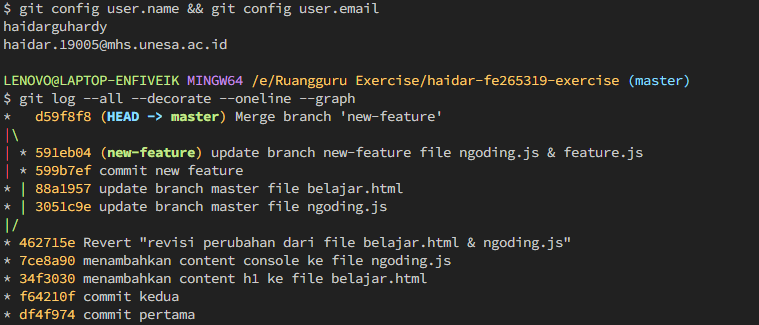 $ git config user.name && git config user.email
haidarguhardy
haidar.19005@mhs.unesa.ac.id
LENOVO@LAPTOP-ENFIVEIK MINGW64 /e/Ruangguru Exercise/haidar-fe265319-exercise (master)
$ git log --all --decorate --oneline --graph
*   d59f8f8 (HEAD -> master) Merge branch 'new-feature'
|\
| * 591eb04 (new-feature) update branch new-feature file ngoding.js & feature.js
| * 599b7ef commit new feature
* | 88a1957 update branch master file belajar.html
* | 3051c9e update branch master file ngoding.js
|/
* 462715e Revert "revisi perubahan dari file belajar.html & ngoding.js"
* 7ce8a90 menambahkan content console ke file ngoding.js
* 34f3030 menambahkan content h1 ke file belajar.html
* f64210f commit kedua
* df4f974 commit pertama